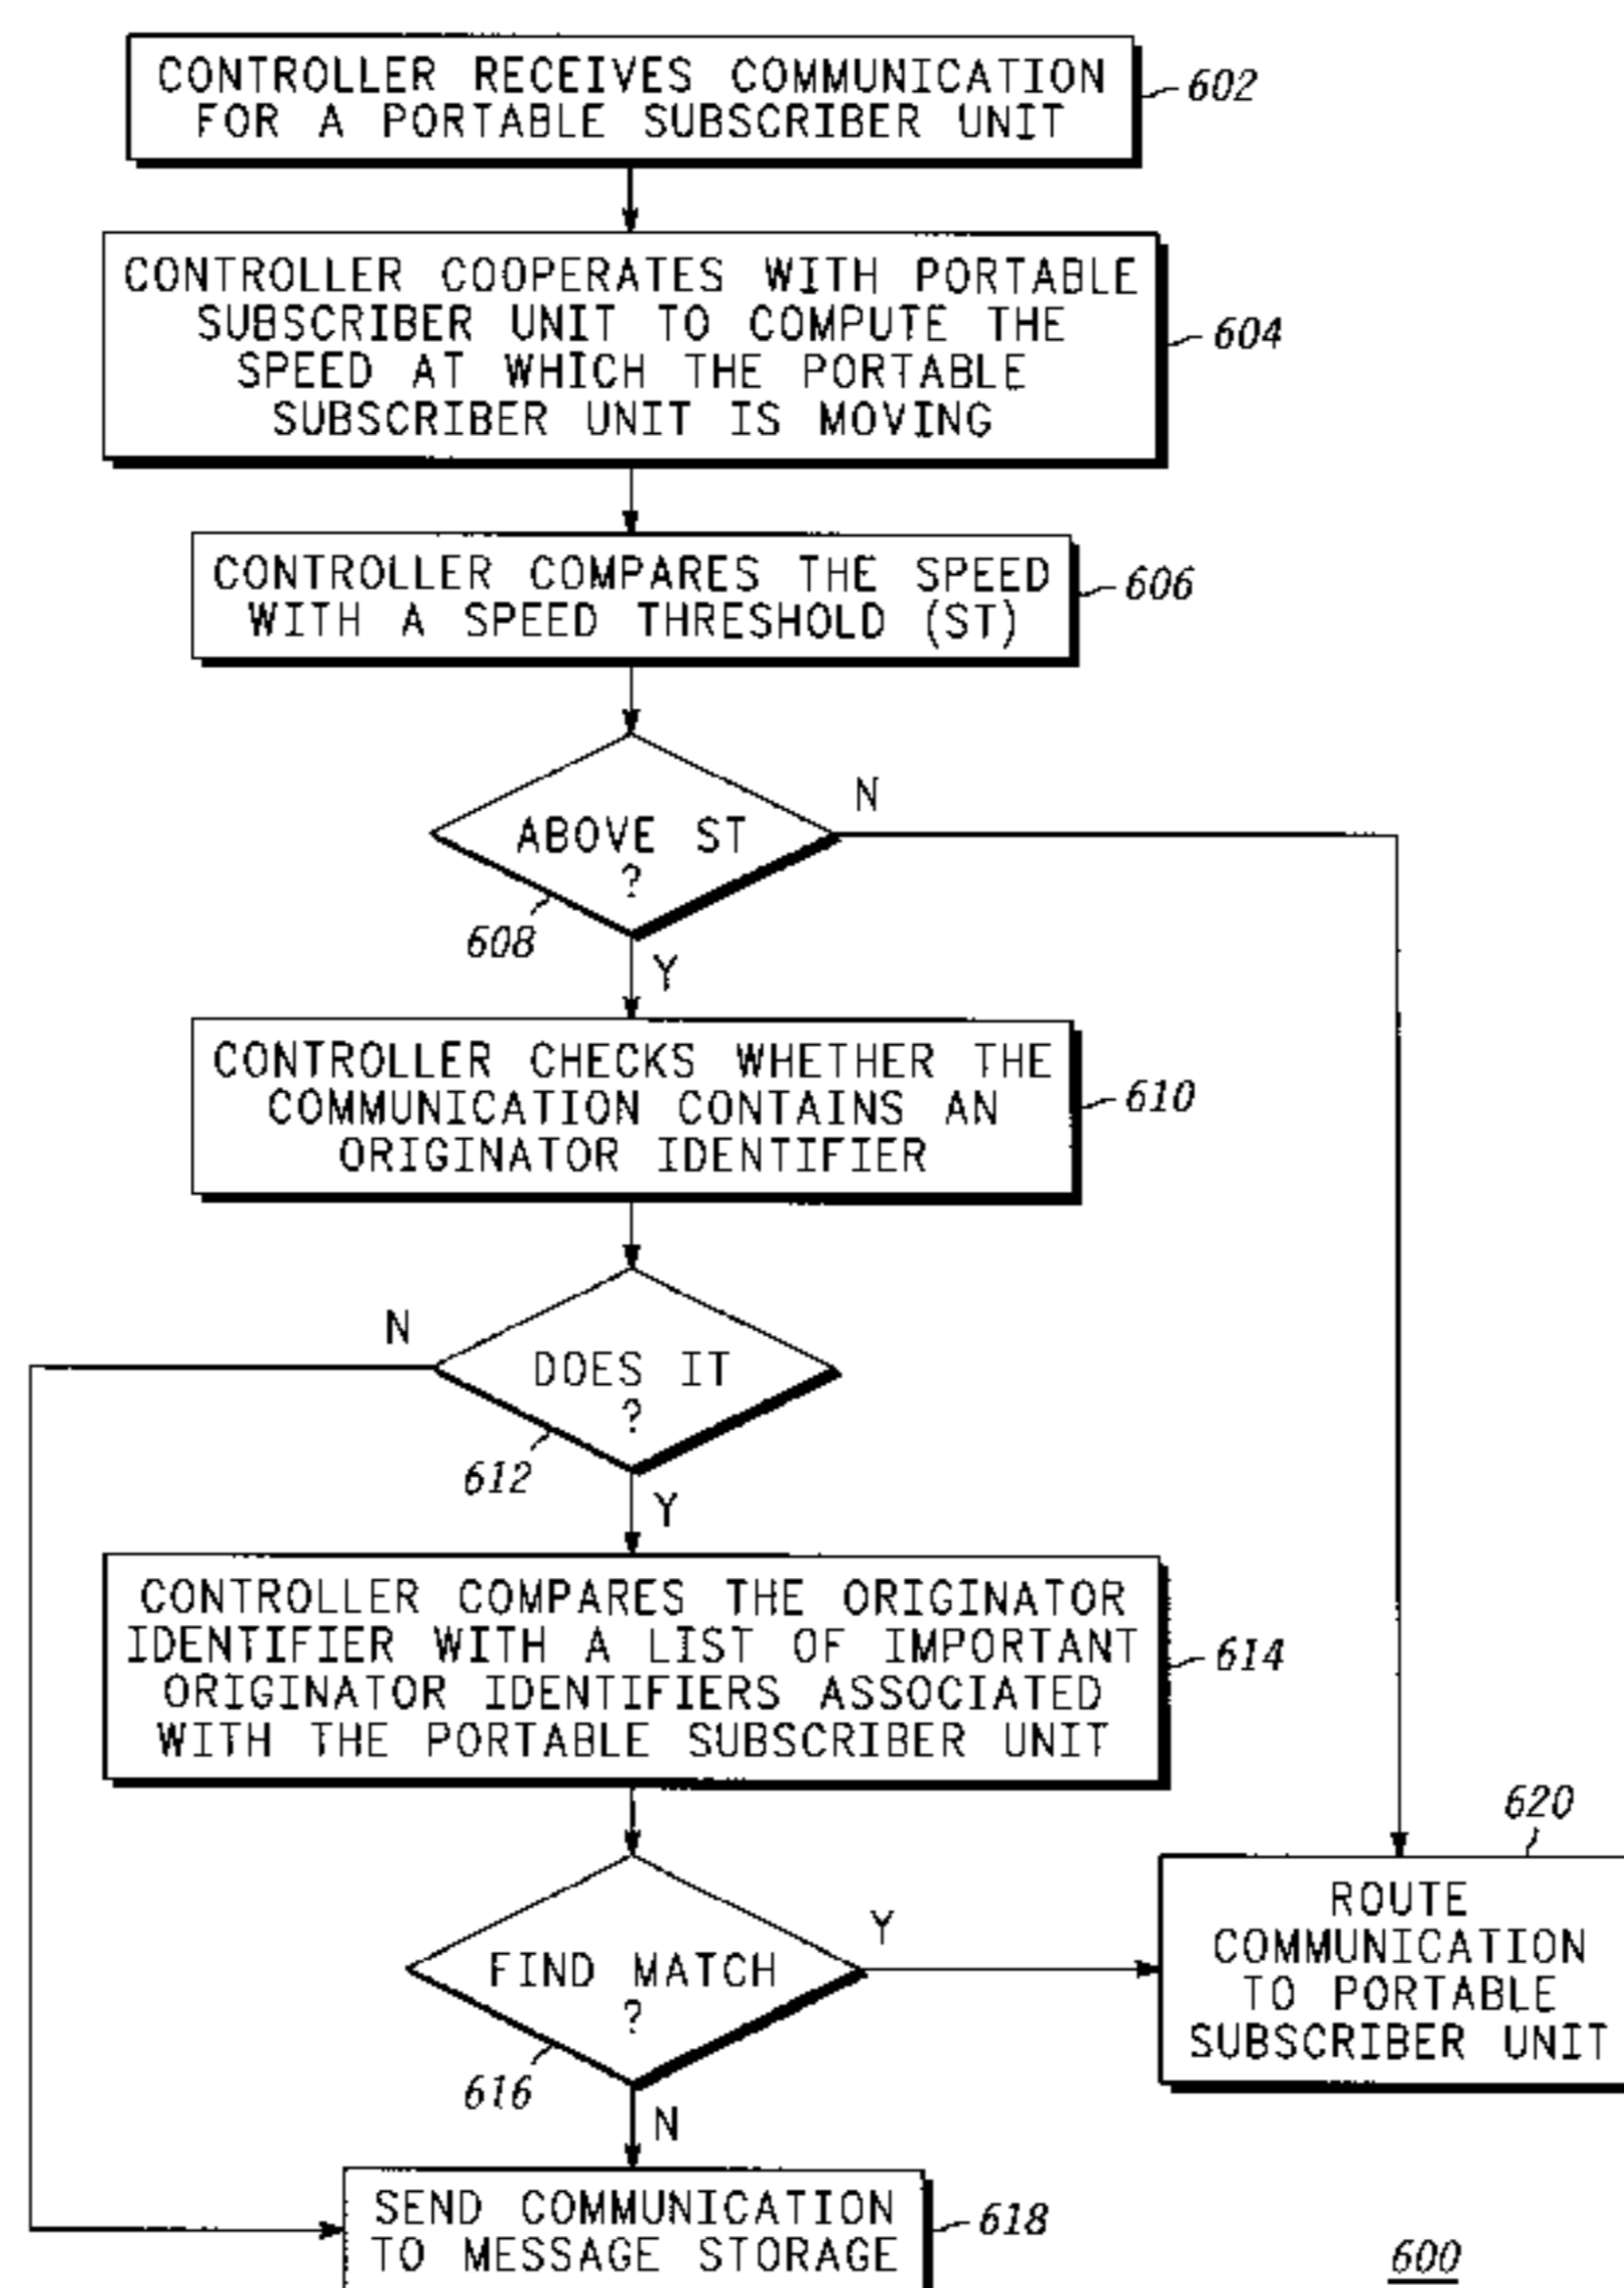 CONTROLLER RECEIVES COMMUNICATION
FOR A PORTABLE SUBSCRIBER UNIT
602
CONTROLLER COOPERATES WITH PORTABLE
SUBSCRIBER UNIT TO COMPUTE THE
SPEED AT WHICH THE PORTABLE
SUBSCRIBER UNIT IS MOVING
604
CONTROLLER COMPARES THE SPEED
WITH A SPEED THRESHOLD (ST)
606
N
ABOVE ST
?
608
Y
CONTROLLER CHECKS WHETHER THE
COMMUNICATION CONTAINS AN
ORIGINATOR IDENTIFIER
610
N
DOES IT
?
612
Y
CONTROLLER COMPARES THE ORIGINATOR
IDENTIFIER WITH A LIST OF IMPORTANT
ORIGINATOR IDENTIFIERS ASSOCIATED
WITH THE PORTABLE SUBSCRIBER UNIT
614
FIND MATCH
?
616
Y
N
620
ROUTE
COMMUNICATION
TO PORTABLE
SUBSCRIBER UNIT
SEND COMMUNICATION
TO MESSAGE STORAGE
618
600